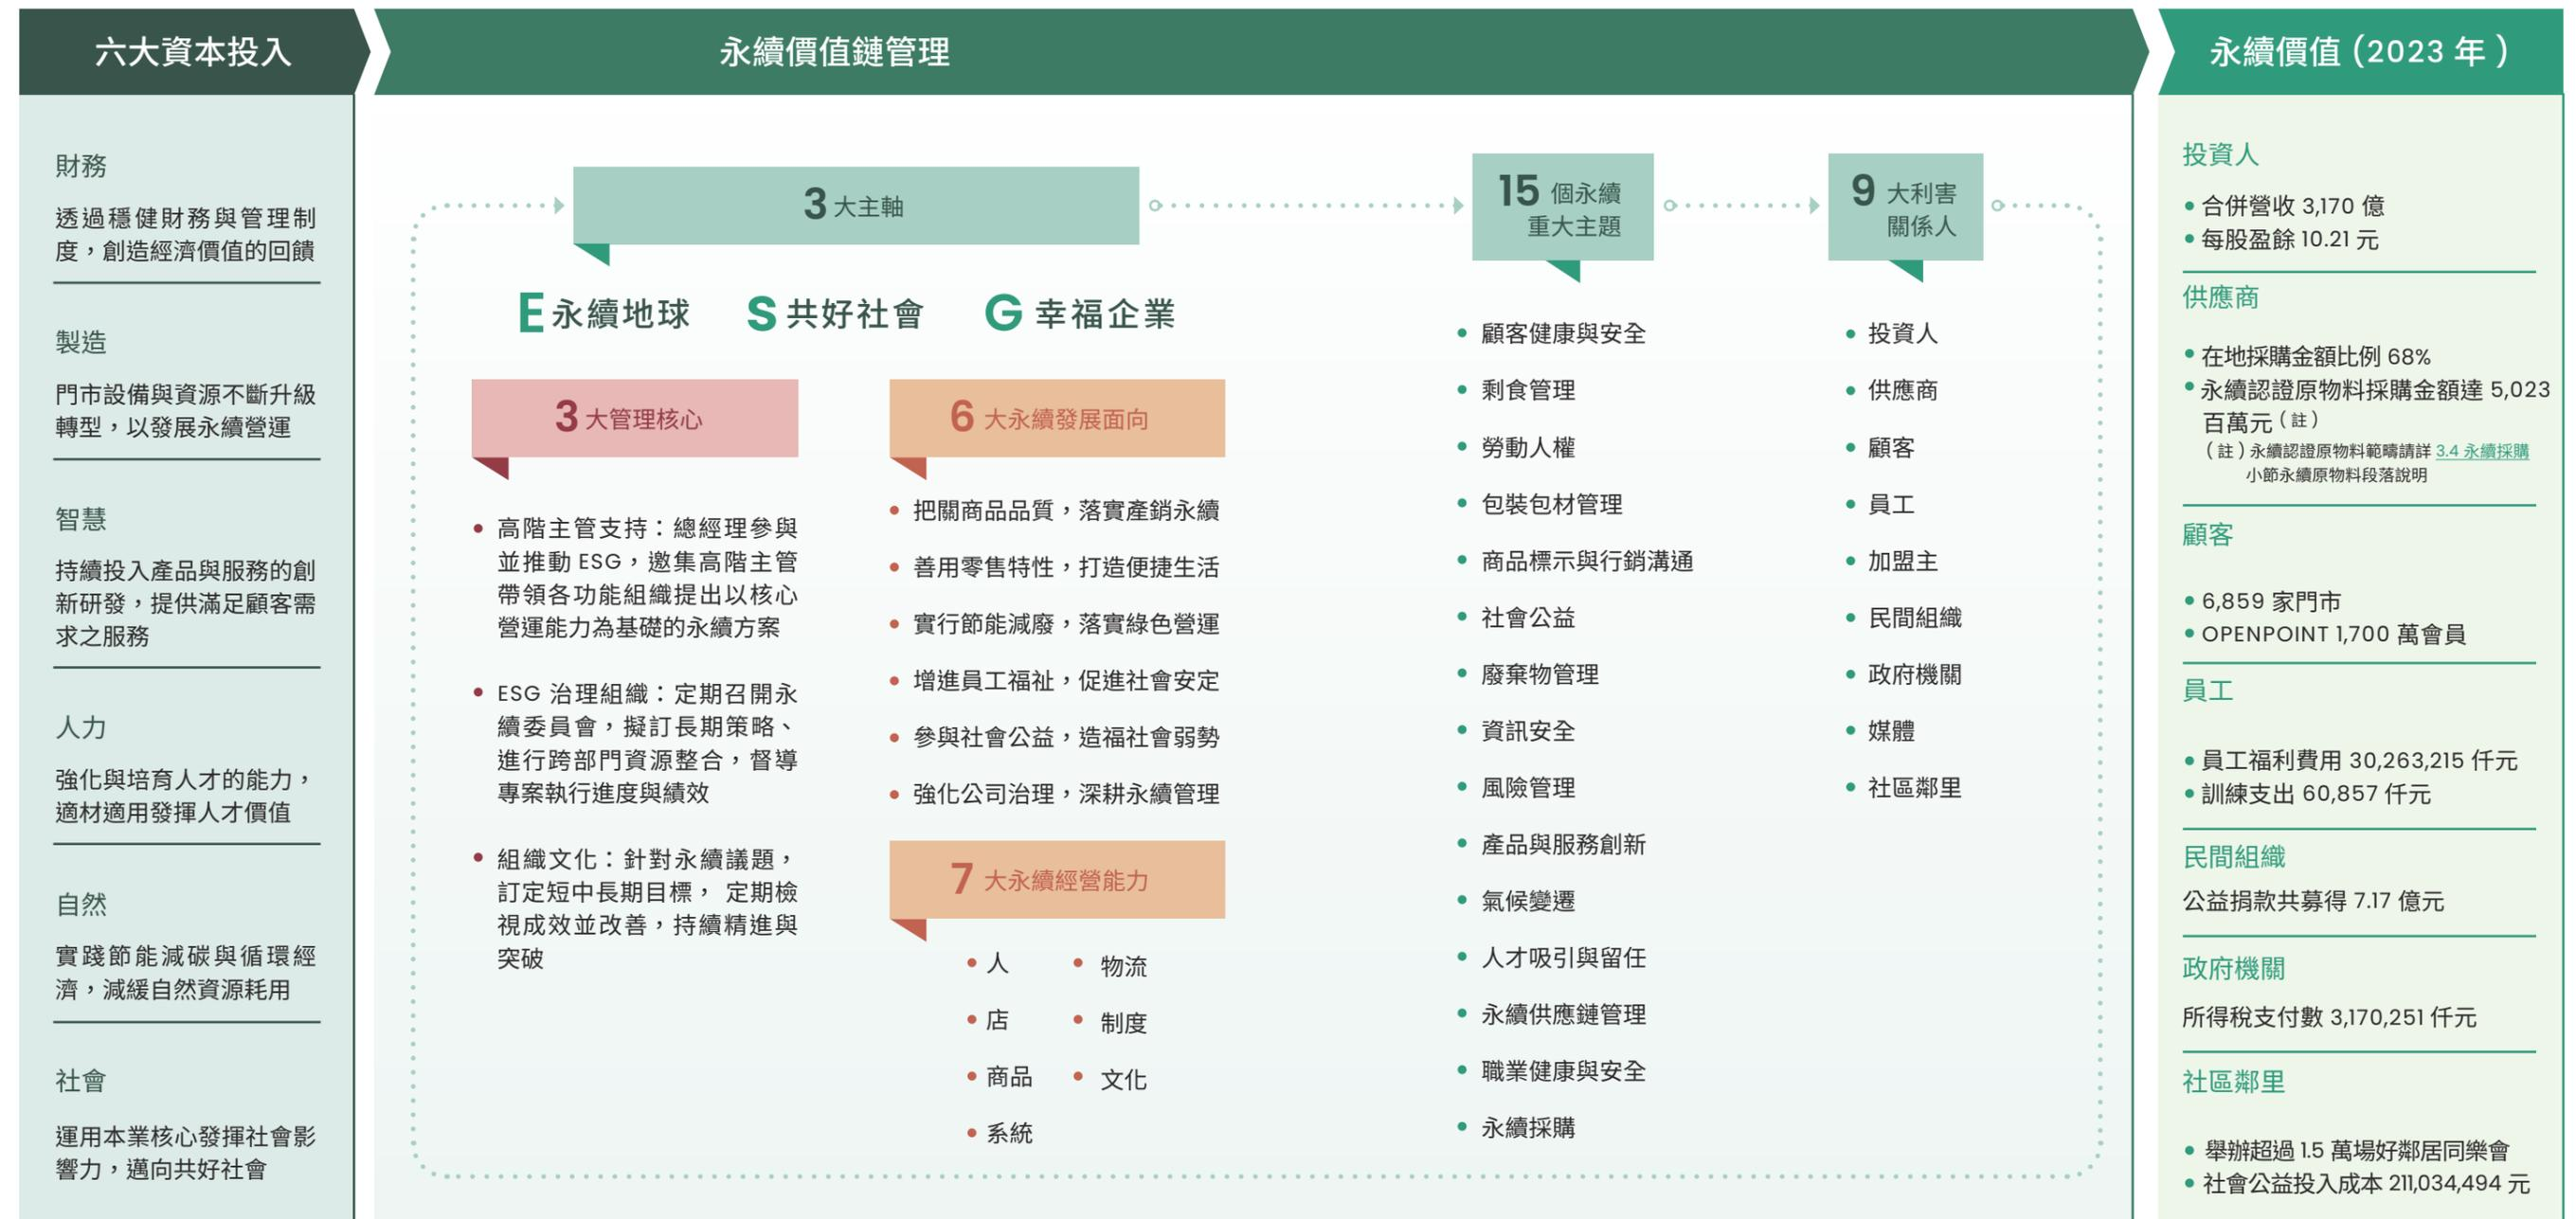 六大資本投入
財務
透過穩健財務與管理制
度，創造經濟價值的回饋
製造
門市設備與資源不斷升級
轉型，以發展永續營運
智慧
持續投入產品與服務的創
新研發，提供滿足顧客需
求之服務
人力
強化與培育人才的能力，
適材適用發揮人才價值
自然
實踐節能減碳與循環經
濟，減緩自然資源耗用
社會
運用本業核心發揮社會影
響力，邁向共好社會
永續價值鏈管理
3 大主軸
E 永續地球 S 共好社會 G 幸福企業
3 大管理核心
• 高階主管支持：總經理參與
並推動 ESG，邀集高階主管
帶領各功能組織提出以核心
營運能力為基礎的永續方案
• ESG 治理組織：定期召開永
續委員會，擬訂長期策略、
進行跨部門資源整合，督導
專案執行進度與績效
• 組織文化：針對永續議題，
訂定短中長期目標， 定期檢
視成效並改善，持續精進與
突破
6 大永續發展面向
• 把關商品品質，落實產銷永續
• 善用零售特性，打造便捷生活
• 實行節能減廢，落實綠色營運
• 增進員工福祉，促進社會安定
• 參與社會公益，造福社會弱勢
• 強化公司治理，深耕永續管理
7 大永續經營能力
• 人
• 店
• 商品
• 系統
• 物流
• 制度
• 文化
15 個永續
重大主題
• 顧客健康與安全
• 剩食管理
• 勞動人權
• 包裝包材管理
• 商品標示與行銷溝通
• 社會公益
• 廢棄物管理
• 資訊安全
• 風險管理
• 產品與服務創新
• 氣候變遷
• 人才吸引與留任
• 永續供應鏈管理
• 職業健康與安全
• 永續採購
9 大利害
關係人
• 投資人
• 供應商
• 顧客
• 員工
• 加盟主
• 民間組織
• 政府機關
• 媒體
• 社區鄰里
永續價值 (2023 年 )
投資人
• 合併營收 3,170 億
• 每股盈餘 10.21 元
供應商
• 在地採購金額比例 68%
• 永續認證原物料採購金額達 5,023
百萬元 ( 註 )
( 註 ) 永續認證原物料範疇請詳 3.4 永續採購
小節永續原物料段落說明
顧客
• 6,859 家門市
• OPENPOINT 1,700 萬會員
員工
• 員工福利費用 30,263,215 仟元
• 訓練支出 60,857 仟元
民間組織
公益捐款共募得 7.17 億元
政府機關
所得稅支付數 3,170,251 仟元
社區鄰里
• 舉辦超過 1.5 萬場好鄰居同樂會
• 社會公益投入成本 211,034,494 元